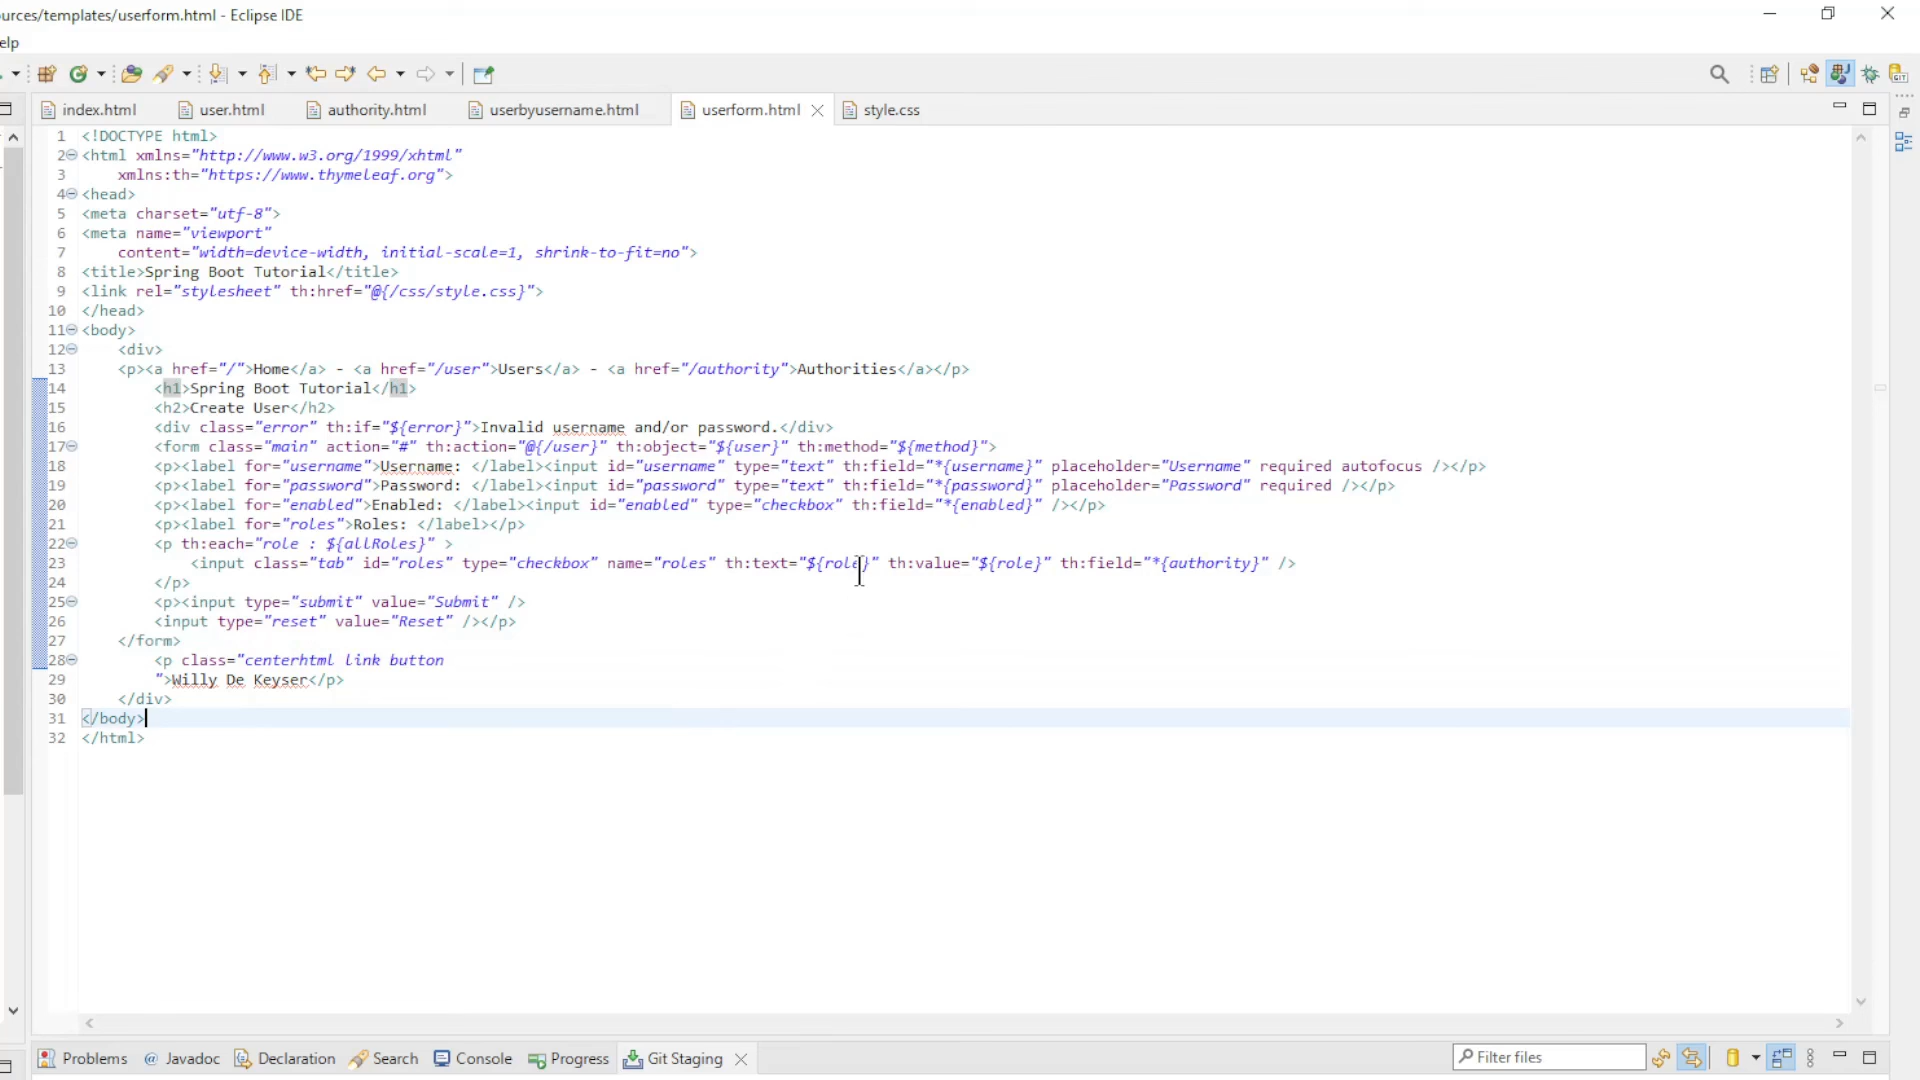 ources/templates/userform.html - Eclipse IDE
elp
index.html user.html authority.html userbyusername.html userform.html style.css
1 <!DOCTYPE html>
2 <html xmlns="http://www.w3.org/1999/xhtml"
3 xmlns:th="https://www.thymeleaf.org">
4 <head>
5 <meta charset="utf-8">
6 <meta name="viewport"
7 content="width=device-width, initial-scale=1, shrink-to-fit=no">
8 <title>Spring Boot Tutorial</title>
9 <link rel="stylesheet" th:href="@{/css/style.css}">
10 </head>
11 <body>
12 <div>
13 <p><a href="/">Home</a> - <a href="/user">Users</a> - <a href="/authority">Authorities</a></p>
14 <h1>Spring Boot Tutorial</h1>
15 <h2>Create User</h2>
16 <div class="error" th:if="${error}">Invalid username and/or password.</div>
17 <form class="main" action="#" th:action="@{/user}" th:object="${user}" th:method="${method}">
18 <p><label for="username">Username: </label><input id="username" type="text" th:field="*{username}" placeholder="Username" required autofocus /></p>
19 <p><label for="password">Password: </label><input id="password" type="text" th:field="*{password}" placeholder="Password" required /></p>
20 <p><label for="enabled">Enabled: </label><input id="enabled" type="checkbox" th:field="*{enabled}" /></p>
21 <p><label for="roles">Roles: </label></p>
22 <p th:each="role : ${allRoles}" >
23 <input class="tab" id="roles" type="checkbox" name="roles" th:text="${role}" th:value="${role}" th:field="*{authority}" />
24 </p>
25 <p><input type="submit" value="Submit" />
26 <input type="reset" value="Reset" /></p>
27 </form>
28 <p class="centerhtml link button
29 ">Willy De Keyser</p>
30 </div>
31 </body>
32 </html>
Problems @ Javadoc Declaration Search Console Progress Git Staging Filter files